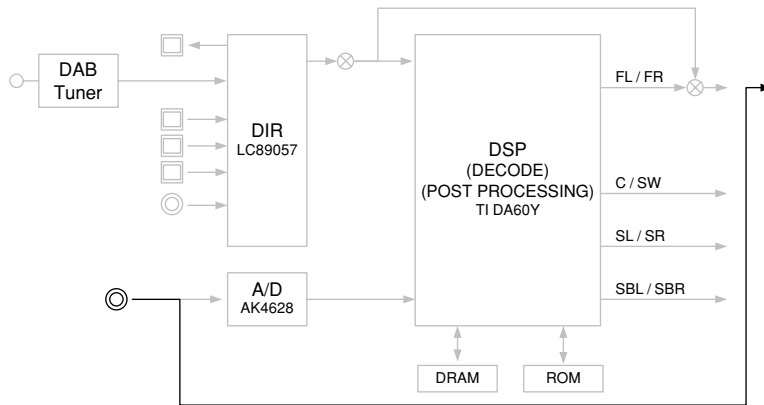 DAB
Tuner
DIR
LC89057
DSP
(DECODE)
(POST PROCESSING)
TI DA60Y
FL / FR
C / SW
SL / SR
SBL / SBR
A/D
AK4628
DRAM
ROM